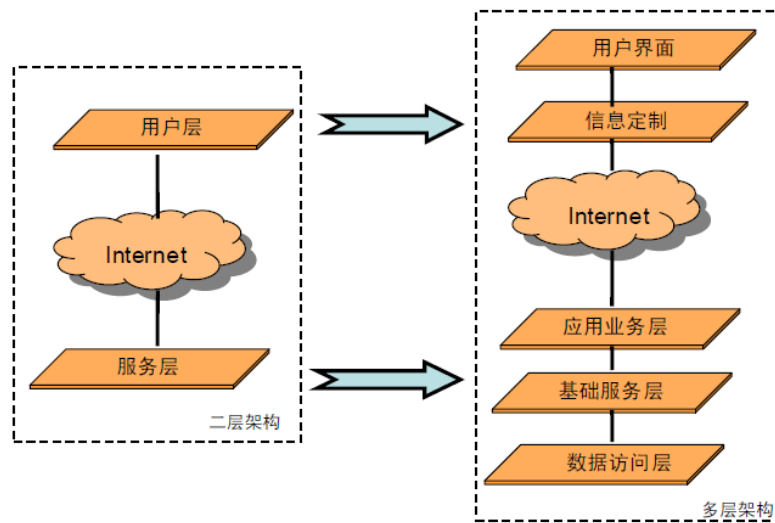 用户层
Internet
服务层
二层架构
用户界面
信息定制
Internet
应用业务层
基础服务层
数据访问层
多层架构